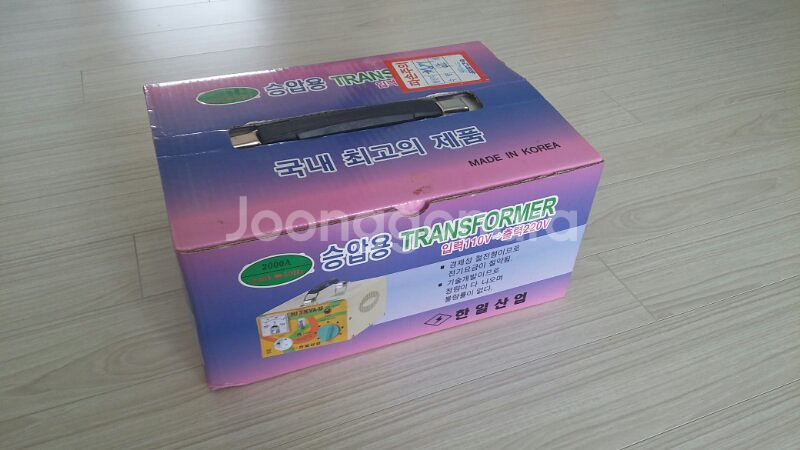 승압용 TRANSFORMER
국내 최고의 제품
MADE IN KOREA
Joonggonara
승압용 TRANSFORMER
입력110V⇨출력220V
2000A
경제성 절전형이므로
전기요금이 절약됨.
기술개발이므로
정량이 다 나오며
불량률이 없다.
한일산업